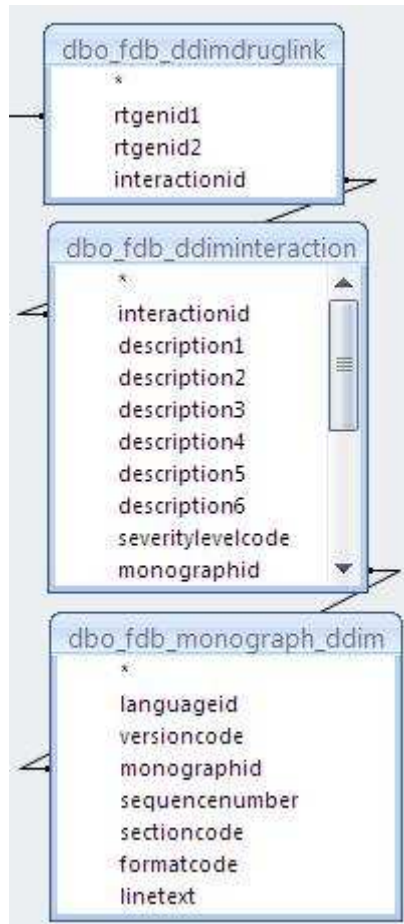 dbo_fdb_ddimdruglink
*
rtgenid1
rtgenid2
interactionid
dbo_fdb_ddiminteraction
*
interactionid
description1
description2
description3
description4
description5
description6
severitylevelcode
monographid
dbo_fdb_monograph_ddim
*
languageid
versioncode
monographid
sequencenumber
sectioncode
formatcode
linetext